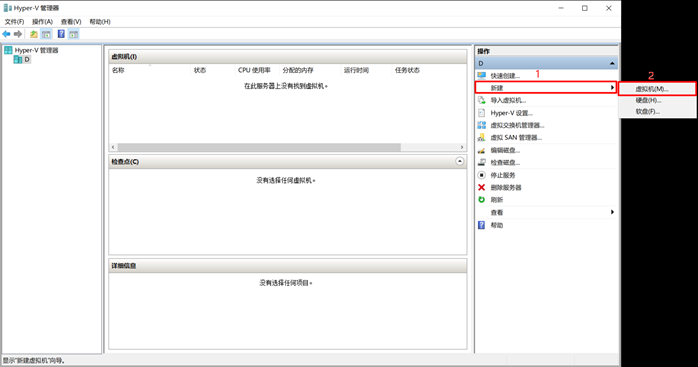 Hyper-V 管理器
文件(F) 操作(A) 查看(V) 帮助(H)
Hyper-V 管理器
D
虚拟机(I)
名称 状态 CPU 使用率 分配的内存 运行时间 任务状态
在此服务器上没有找到虚拟机。
检查点(C)
没有选择任何虚拟机。
详细信息
没有选择任何项目。
操作
D
快速创建...
1
新建
2
虚拟机(M)...
硬盘(H)...
软盘(F)...
导入虚拟机...
Hyper-V 设置...
虚拟交换机管理器...
虚拟 SAN 管理器...
编辑磁盘...
检查磁盘...
停止服务
删除服务器
刷新
查看
帮助
显示"新建虚拟机"向导。